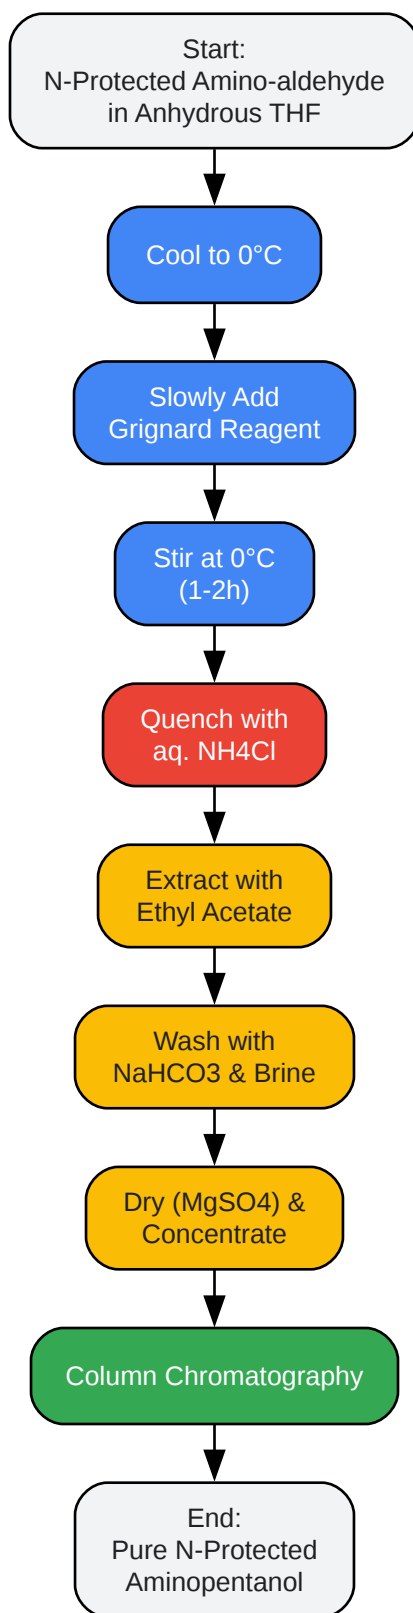 Start:
N-Protected Amino-aldehyde
in Anhydrous THF
Cool to 0°C
Slowly Add
Grignard Reagent
Stir at 0°C
(1-2h)
Quench with
aq. NH4Cl
Extract with
Ethyl Acetate
Wash with
NaHCO3 & Brine
Dry (MgSO4) &
Concentrate
Column Chromatography
End:
Pure N-Protected
Aminopentanol